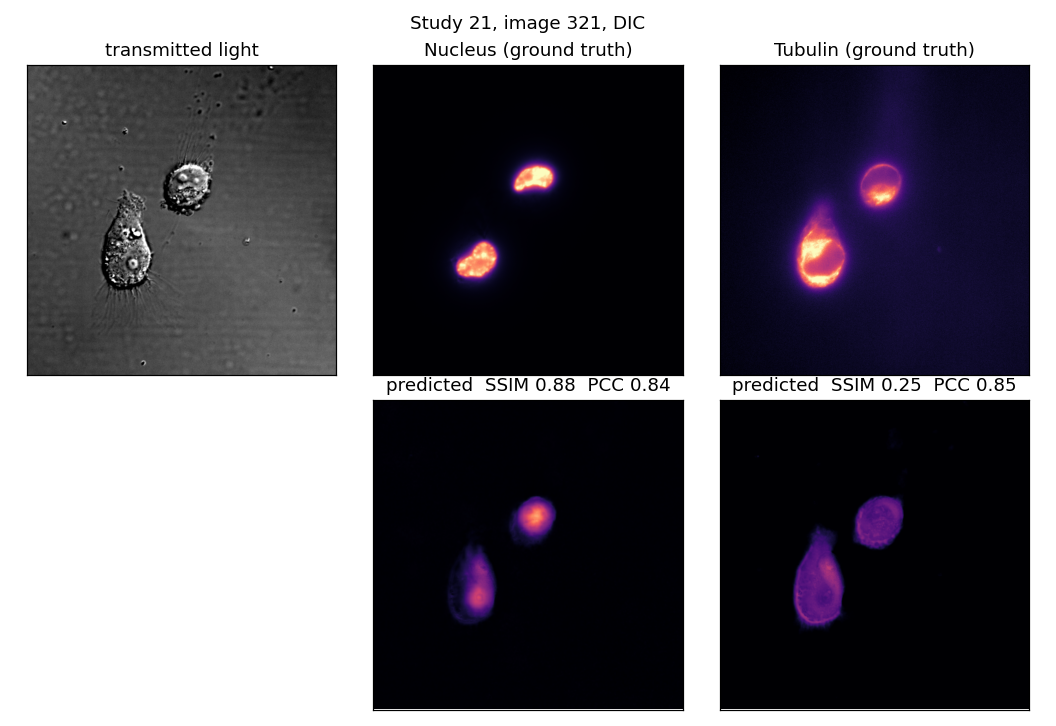 Study 21, image 321, DIC
transmitted light
Nucleus (ground truth)
Tubulin (ground truth)
predicted  SSIM 0.88  PCC 0.84
predicted  SSIM 0.25  PCC 0.85